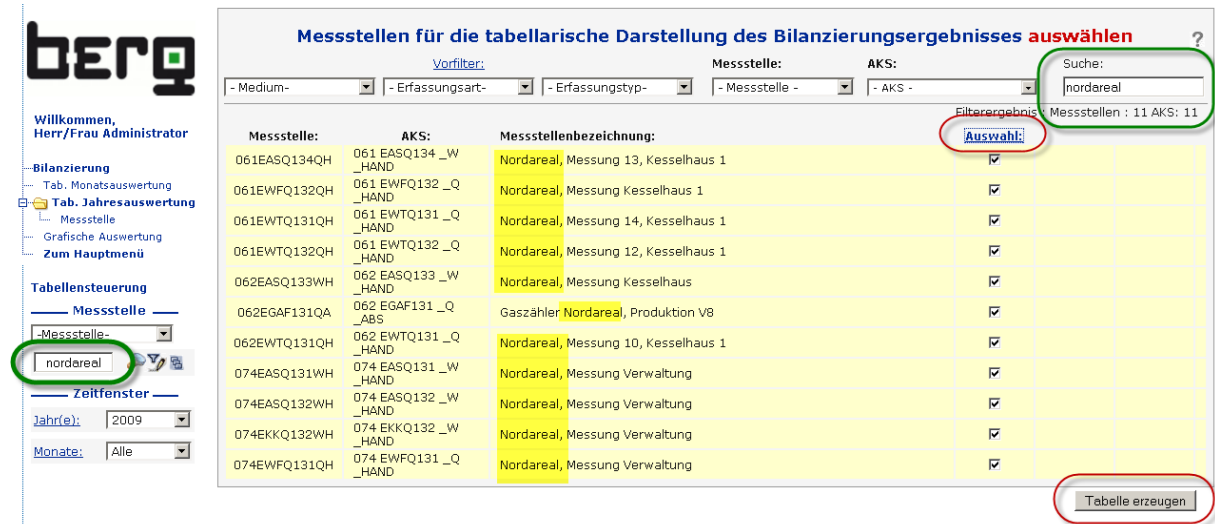 berg
Willkommen,
Herr/Frau Administrator
Bilanzierung
Tab. Monatsauswertung
Tab. Jahresauswertung
Messstelle
Grafische Auswertung
Zum Hauptmenü
Tabellensteuerung
Messstelle
-Messstelle-
nordareal
Zeitfenster
Jahr(e): 2009
Monate: Alle
Messstellen für die tabellarische Darstellung des Bilanzierungsergebnisses auswählen ?
Vorfilter: Messstelle: AKS: Suche:
- Medium- - Erfassungsart- - Erfassungstyp- - Messstelle - - AKS - nordareal
Filterergebnis : Messstellen : 11 AKS: 11
Messstelle: AKS: Messstellenbezeichnung: Auswahl:
061EASQ134QH 061 EASQ134 _W
_HAND Nordareal, Messung 13, Kesselhaus 1
061EWFQ132QH 061 EWFQ132 _Q
_HAND Nordareal, Messung Kesselhaus 1
061EWTQ131QH 061 EWTQ131 _Q
_HAND Nordareal, Messung 14, Kesselhaus 1
061EWTQ132QH 061 EWTQ132 _Q
_HAND Nordareal, Messung 12, Kesselhaus 1
062EASQ133WH 062 EASQ133 _W
_HAND Nordareal, Messung Kesselhaus
062EGAF131QA 062 EGAF131 _Q
_ABS Gaszähler Nordareal, Produktion V8
062EWTQ131QH 062 EWTQ131 _Q
_HAND Nordareal, Messung 10, Kesselhaus 1
074EASQ131WH 074 EASQ131 _W
_HAND Nordareal, Messung Verwaltung
074EASQ132WH 074 EASQ132 _W
_HAND Nordareal, Messung Verwaltung
074EKKQ132WH 074 EKKQ132 _W
_HAND Nordareal, Messung Verwaltung
074EWFQ131QH 074 EWFQ131 _Q
_HAND Nordareal, Messung Verwaltung
Tabelle erzeugen